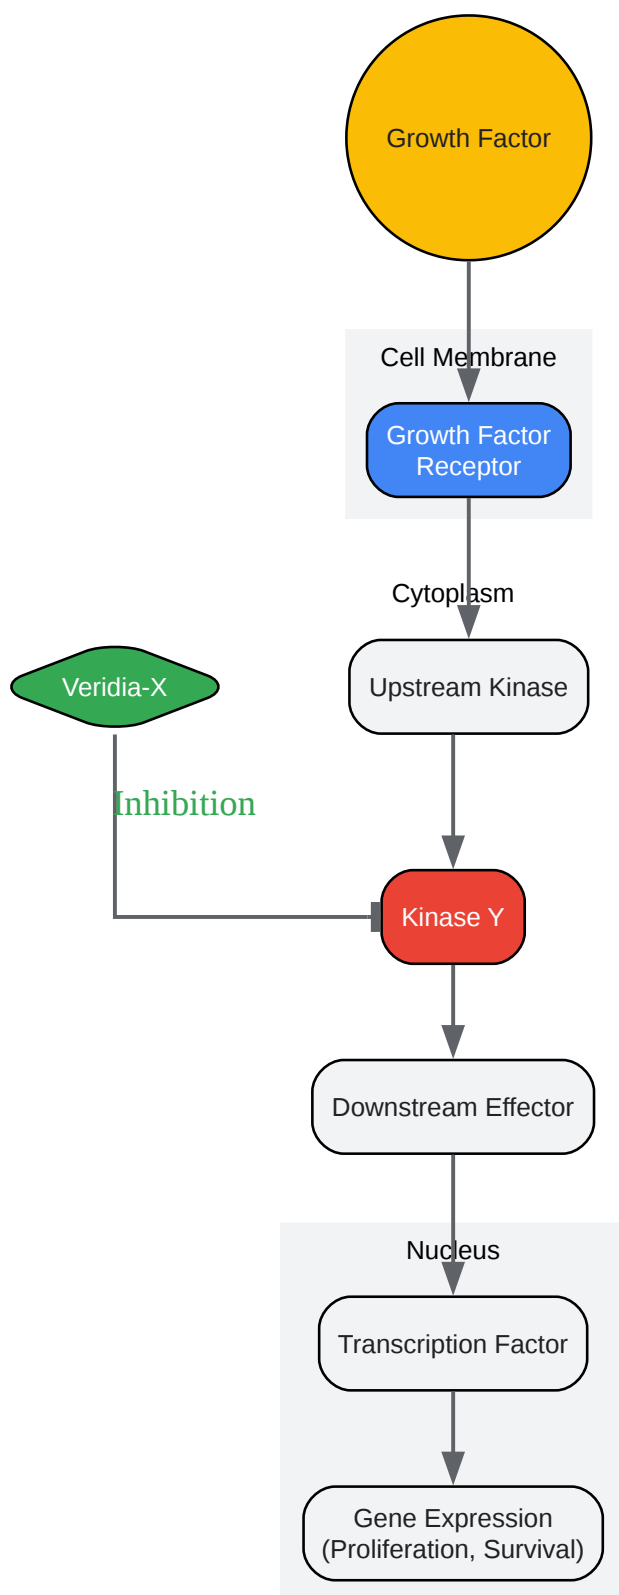 Growth Factor
Cell Membrane
Growth Factor
Receptor
Cytoplasm
Veridia-X
Upstream Kinase
Inhibition
Kinase Y
Downstream Effector
Nucleus
Transcription Factor
Gene Expression
(Proliferation, Survival)